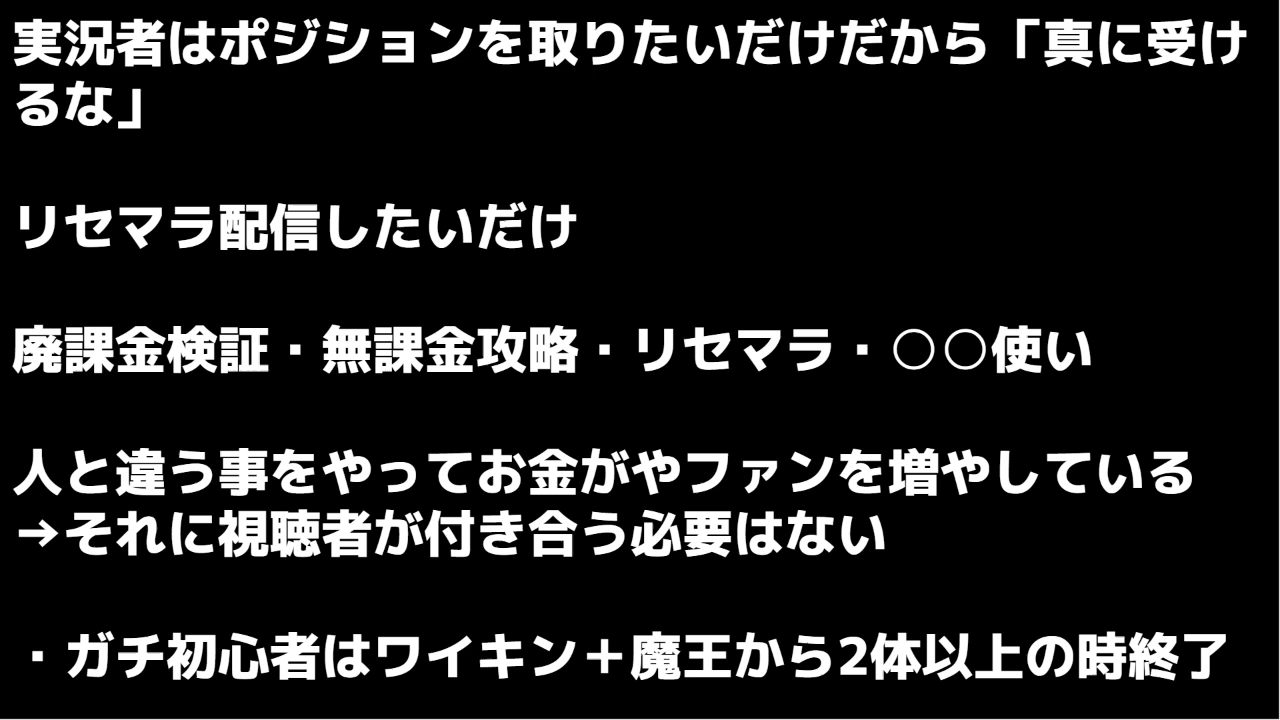 実況者はポジションを取りたいだけだから「真に受け
るな」
リセマラ配信したいだけ
廃課金検証・無課金攻略・リセマラ・○○使い
人と違う事をやってお金がやファンを増やしている
→それに視聴者が付き合う必要はない
・ガチ初心者はワイキン＋魔王から2体以上の時終了